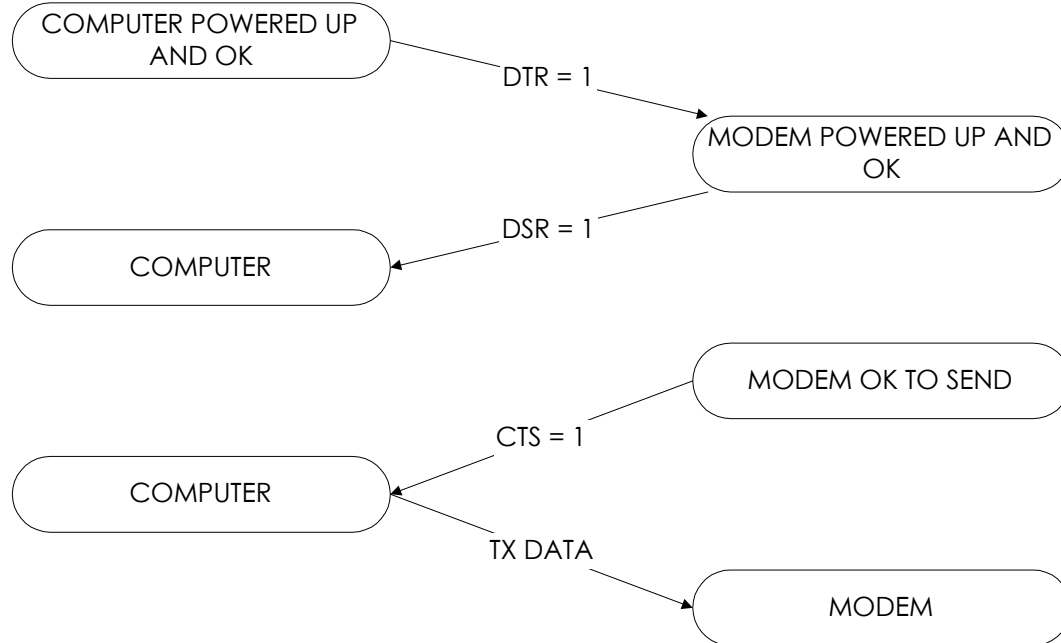 COMPUTER POWERED UP
AND OK
DTR = 1
MODEM POWERED UP AND
OK
DSR = 1
COMPUTER
MODEM OK TO SEND
CTS = 1
COMPUTER
TX DATA
MODEM